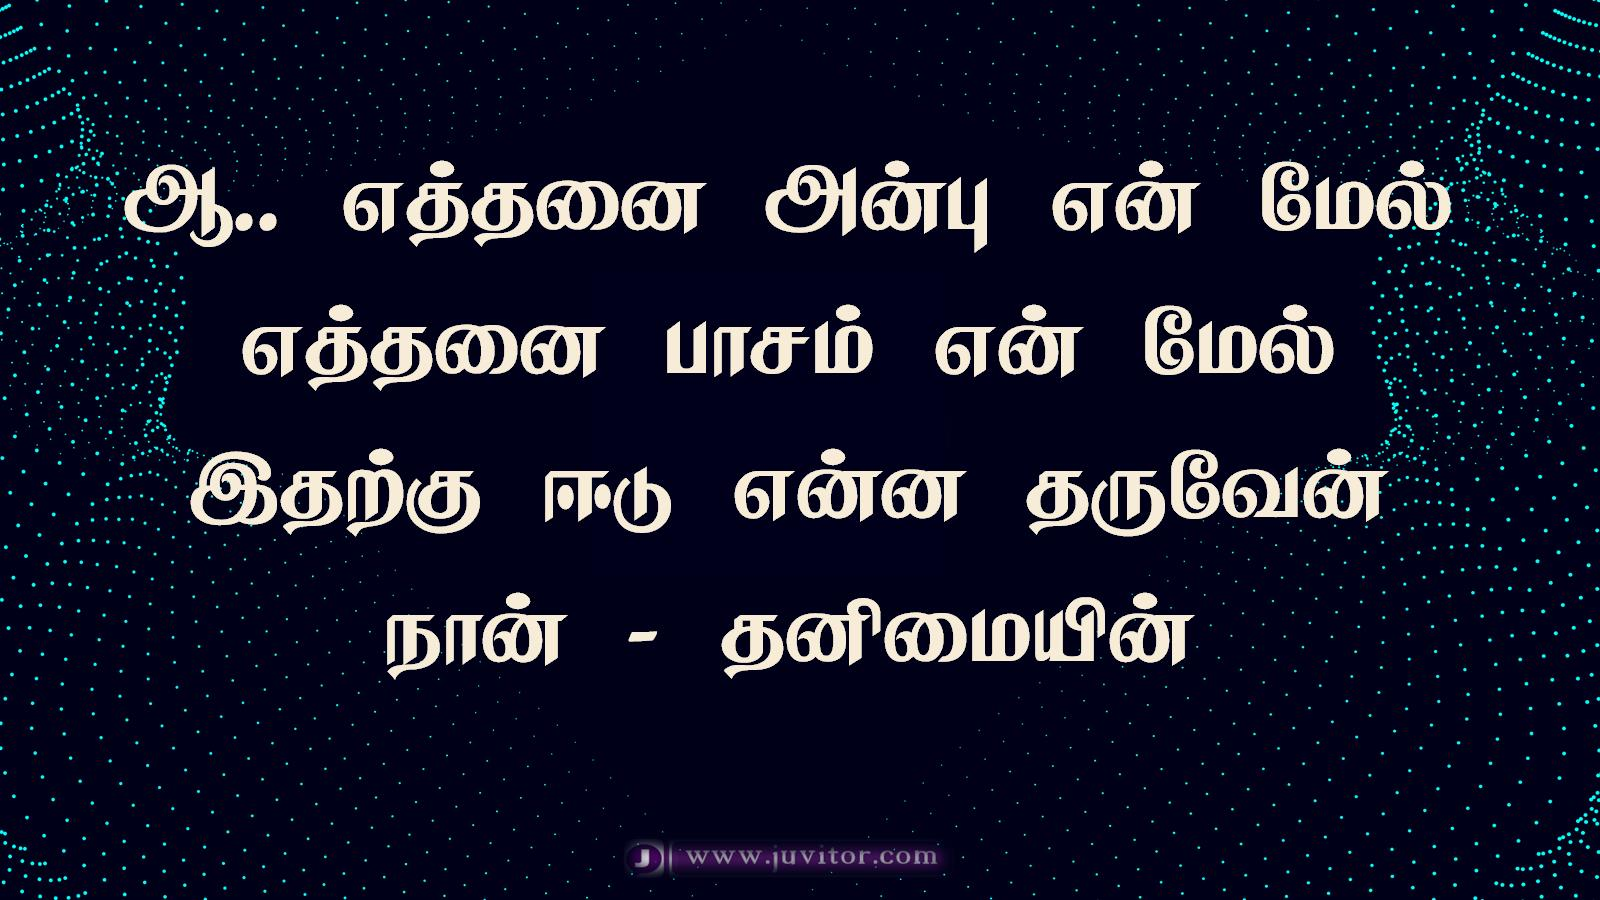 ஆ.. எத்தனை அன்பு என் மேல்
எத்தனை பாசம் என் மேல்
இதற்கு ஈடு என்ன தருவேன்
நான் - தனிமையின்
J www.juvitor.com